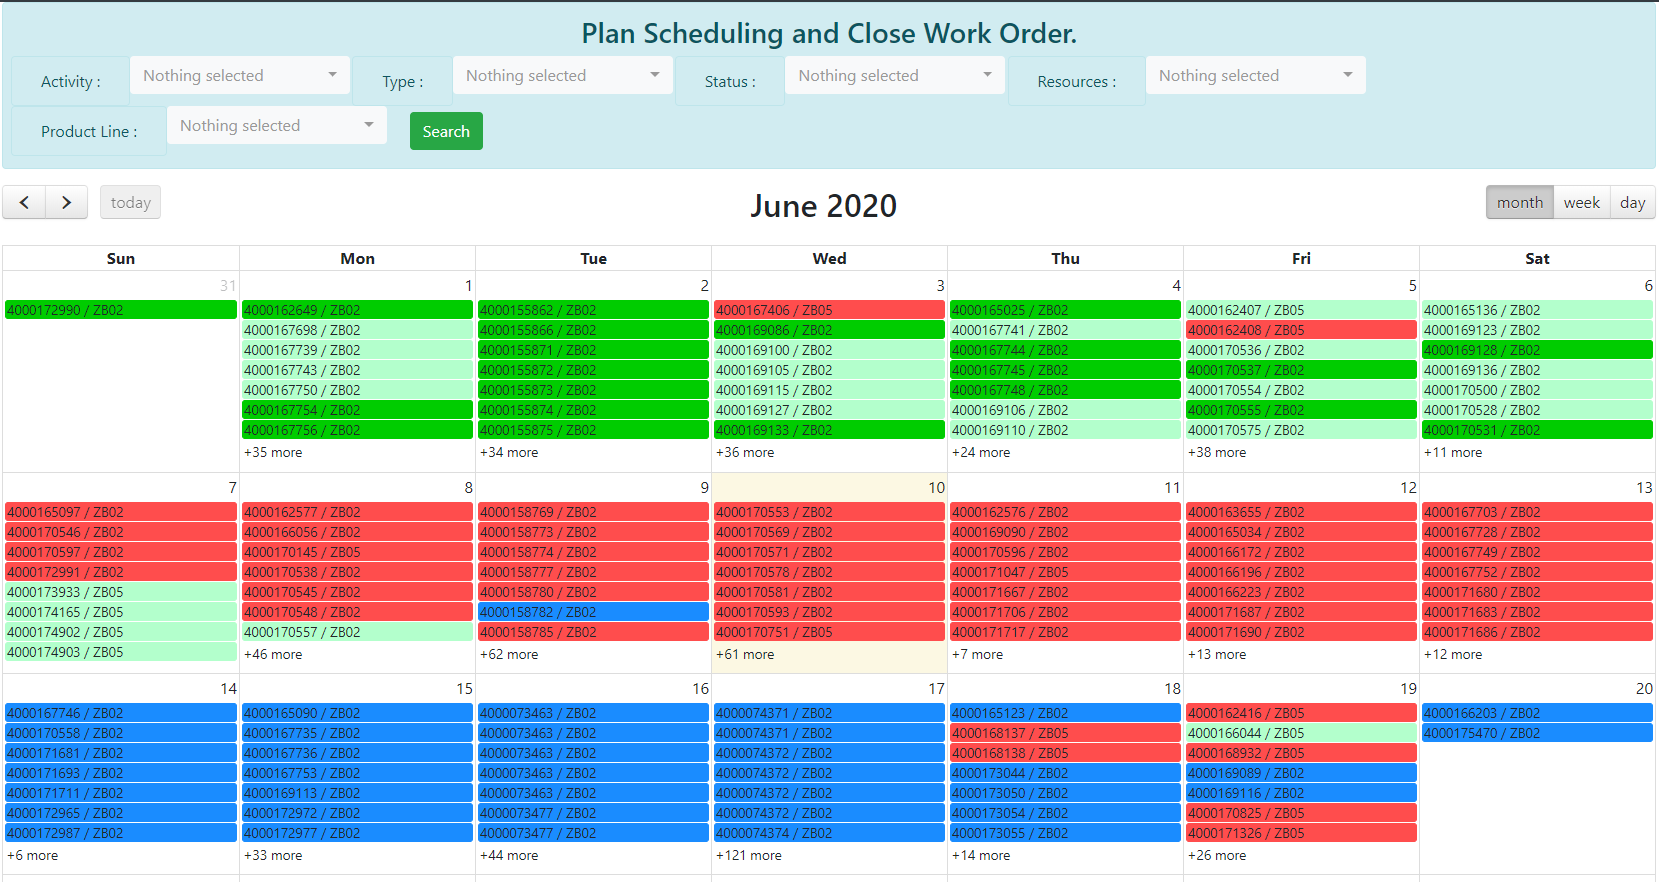 Plan Scheduling and Close Work Order.
Activity : Nothing selected Type : Nothing selected Status : Nothing selected Resources : Nothing selected
Product Line : Nothing selected Search
today June 2020 month week day
Sun Mon Tue Wed Thu Fri Sat
31 1 2 3 4 5 6
4000172990 / ZB02 4000162649 / ZB02 4000155862 / ZB02 4000167406 / ZB05 4000165025 / ZB02 4000162407 / ZB05 4000165136 / ZB02
4000167698 / ZB02 4000155866 / ZB02 4000169086 / ZB02 4000167741 / ZB02 4000162408 / ZB05 4000169123 / ZB02
4000167739 / ZB02 4000155871 / ZB02 4000169100 / ZB02 4000167744 / ZB02 4000170536 / ZB02 4000169128 / ZB02
4000167743 / ZB02 4000155872 / ZB02 4000169105 / ZB02 4000167745 / ZB02 4000170537 / ZB02 4000169136 / ZB02
4000167750 / ZB02 4000155873 / ZB02 4000169115 / ZB02 4000167748 / ZB02 4000170554 / ZB02 4000170500 / ZB02
4000167754 / ZB02 4000155874 / ZB02 4000169127 / ZB02 4000169106 / ZB02 4000170555 / ZB02 4000170528 / ZB02
4000167756 / ZB02 4000155875 / ZB02 4000169133 / ZB02 4000169110 / ZB02 4000170575 / ZB02 4000170531 / ZB02
+35 more +34 more +36 more +24 more +38 more +11 more
7 8 9 10 11 12 13
4000165097 / ZB02 4000162577 / ZB02 4000158769 / ZB02 4000170553 / ZB02 4000162576 / ZB02 4000163655 / ZB02 4000167703 / ZB02
4000170546 / ZB02 4000166056 / ZB02 4000158773 / ZB02 4000170569 / ZB02 4000169090 / ZB02 4000165034 / ZB02 4000167728 / ZB02
4000170597 / ZB02 4000170145 / ZB05 4000158774 / ZB02 4000170571 / ZB02 4000170596 / ZB02 4000166172 / ZB02 4000167749 / ZB02
4000172991 / ZB02 4000170538 / ZB02 4000158777 / ZB02 4000170578 / ZB02 4000171047 / ZB05 4000166196 / ZB02 4000167752 / ZB02
4000173933 / ZB05 4000170545 / ZB02 4000158780 / ZB02 4000170581 / ZB02 4000171667 / ZB02 4000166223 / ZB02 4000171680 / ZB02
4000174165 / ZB05 4000170548 / ZB02 4000158782 / ZB02 4000170593 / ZB02 4000171706 / ZB02 4000171687 / ZB02 4000171683 / ZB02
4000174902 / ZB05 4000170557 / ZB02 4000158785 / ZB02 4000170751 / ZB05 4000171717 / ZB02 4000171690 / ZB02 4000171686 / ZB02
4000174903 / ZB05 +46 more +62 more +61 more +7 more +13 more +12 more
14 15 16 17 18 19 20
4000167746 / ZB02 4000165090 / ZB02 4000073463 / ZB02 4000074371 / ZB02 4000165123 / ZB02 4000162416 / ZB05 4000166203 / ZB02
4000170558 / ZB02 4000167735 / ZB02 4000073463 / ZB02 4000074371 / ZB02 4000168137 / ZB05 4000166044 / ZB05 4000175470 / ZB02
4000171681 / ZB02 4000167736 / ZB02 4000073463 / ZB02 4000074372 / ZB02 4000168138 / ZB05 4000168932 / ZB05
4000171693 / ZB02 4000167753 / ZB02 4000073463 / ZB02 4000074372 / ZB02 4000173044 / ZB02 4000169089 / ZB02
4000171711 / ZB02 4000169113 / ZB02 4000073463 / ZB02 4000074372 / ZB02 4000173050 / ZB02 4000169116 / ZB02
4000172965 / ZB02 4000172972 / ZB02 4000073477 / ZB02 4000074372 / ZB02 4000173054 / ZB02 4000170825 / ZB05
4000172987 / ZB02 4000172977 / ZB02 4000073477 / ZB02 4000074374 / ZB02 4000173055 / ZB02 4000171326 / ZB05
+6 more +33 more +44 more +121 more +14 more +26 more